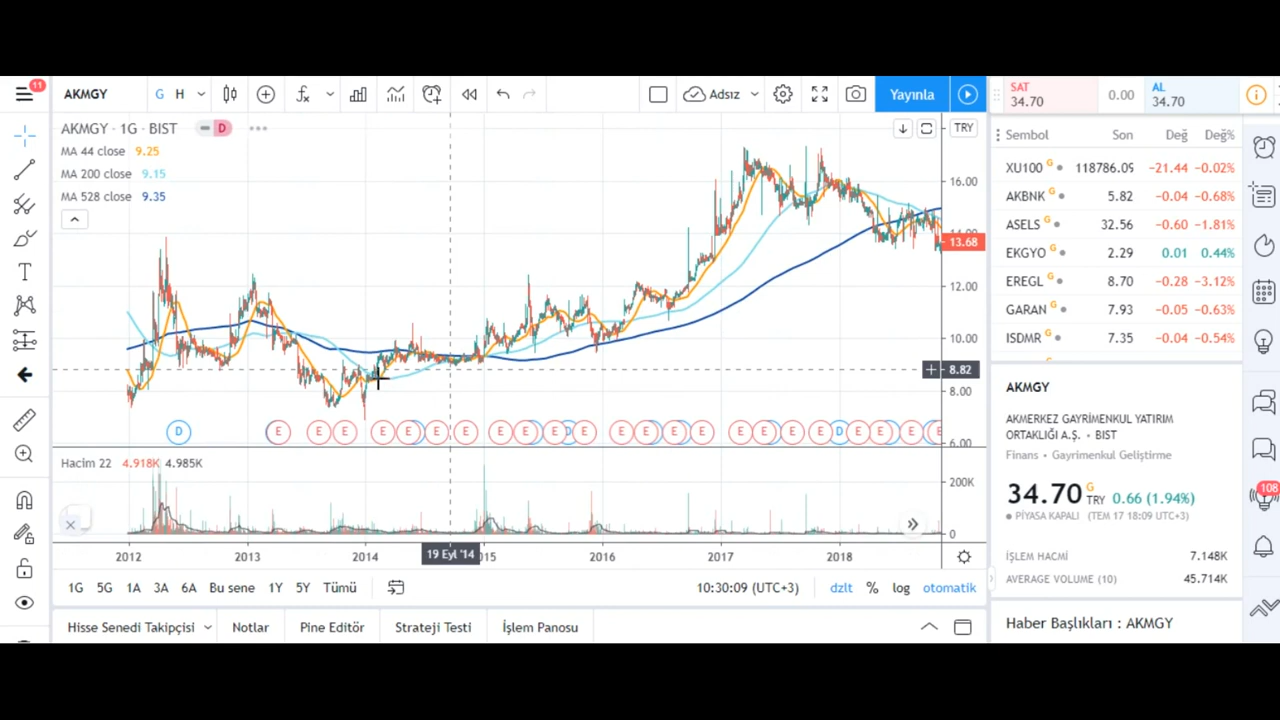 11
AKMGY
G H
Adsız
Yayınla
SAT
34.70
0.00
AL
34.70
AKMGY · 1G · BIST
D
TRY
MA 44 close 9.25
MA 200 close 9.15
MA 528 close 9.35
16.00
14.00
13.68
12.00
10.00
8.82
8.00
6.00
D E E E E E E E E E E D E E E E E E E E D E E E E
Hacim 22 4.918K 4.985K
200K
0
2012 2013 2014 19 Eyl '14 015 2016 2017 2018
1G 5G 1A 3A 6A Bu sene 1Y 5Y Tümü
10:30:09 (UTC+3)
dzlt % log otomatik
Hisse Senedi Takipçisi Notlar Pine Editör Strateji Testi İşlem Panosu
Sembol Son Değ Değ%
XU100 G 118786.09 -21.44 -0.02%
AKBNK G 5.82 -0.04 -0.68%
ASELS G 32.56 -0.60 -1.81%
EKGYO G 2.29 0.01 0.44%
EREGL G 8.70 -0.28 -3.12%
GARAN G 7.93 -0.05 -0.63%
ISDMR G 7.35 -0.04 -0.54%
AKMGY
AKMERKEZ GAYRİMENKUL YATIRIM
ORTAKLIĞI A.Ş. • BIST
Finans • Gayrimenkul Geliştirme
34.70 G TRY 0.66 (1.94%)
PİYASA KAPALI (TEM 17 18:09 UTC+3)
İŞLEM HACMİ 7.148K
AVERAGE VOLUME (10) 45.714K
Haber Başlıkları : AKMGY
108